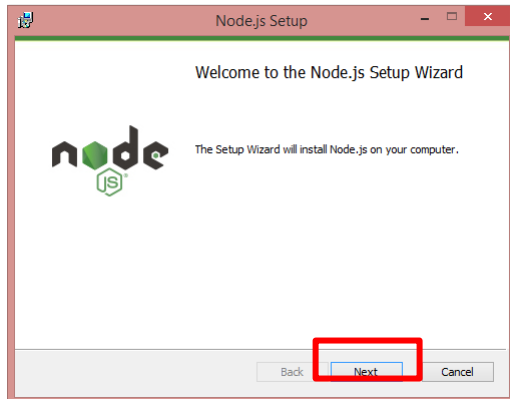 Node.js Setup
Welcome to the Node.js Setup Wizard
node
JS
The Setup Wizard will install Node.js on your computer.
Back Next Cancel